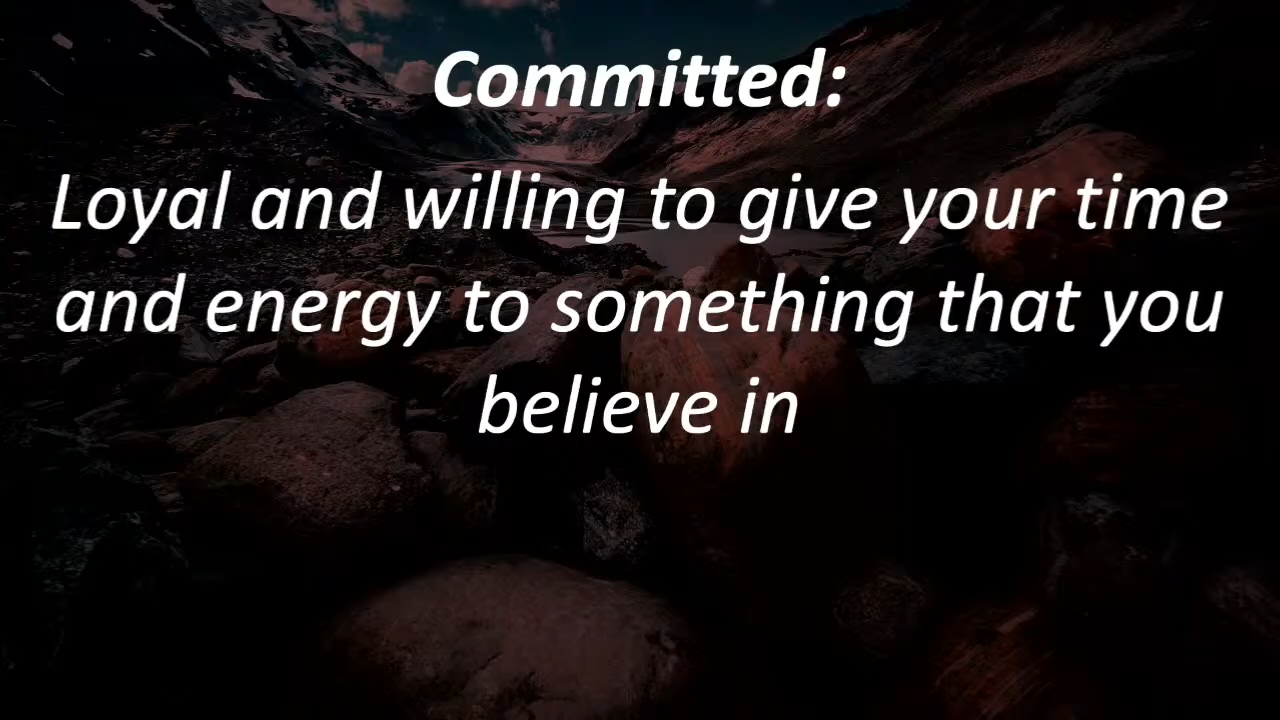 Committed:
Loyal and willing to give your time
and energy to something that you
believe in